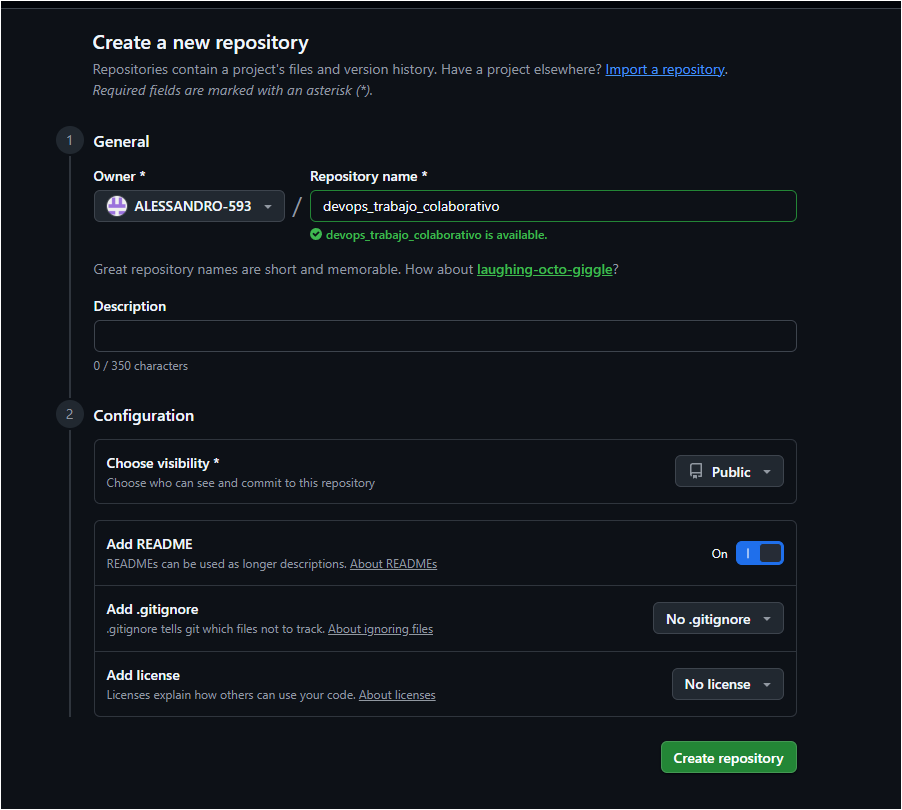 Create a new repository
Repositories contain a project's files and version history. Have a project elsewhere? Import a repository.
Required fields are marked with an asterisk (*).
1 General
Owner * Repository name *
ALESSANDRO-593 / devops_trabajo_colaborativo
devops_trabajo_colaborativo is available.
Great repository names are short and memorable. How about laughing-octo-giggle?
Description
0 / 350 characters
2 Configuration
Choose visibility *
Choose who can see and commit to this repository
Public
Add README
READMEs can be used as longer descriptions. About READMEs
On
Add .gitignore
.gitignore tells git which files not to track. About ignoring files
No .gitignore
Add license
Licenses explain how others can use your code. About licenses
No license
Create repository